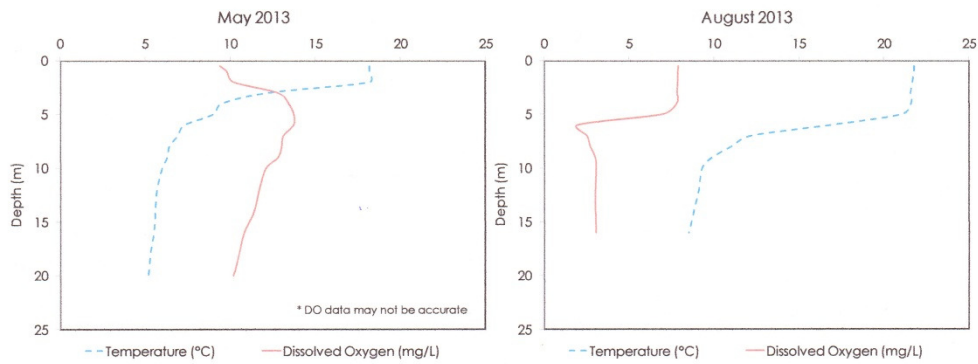 May 2013
0 5 10 15 20 25
0
5
10
15
20
25
Depth (m)
* DO data may not be accurate
Temperature (°C) Dissolved Oxygen (mg/L)
August 2013
0 5 10 15 20 25
0
5
10
15
20
25
Depth (m)
Temperature (°C) Dissolved Oxygen (mg/L)